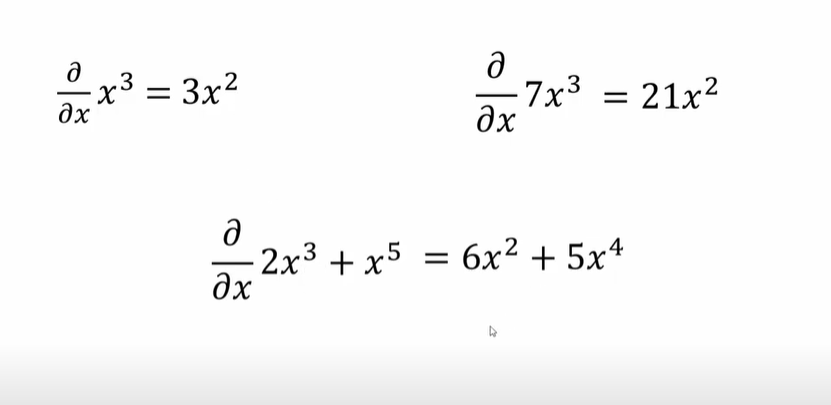 ∂/∂x x³ = 3x²
∂/∂x 7x³ = 21x²
∂/∂x 2x³ + x⁵ = 6x² + 5x⁴